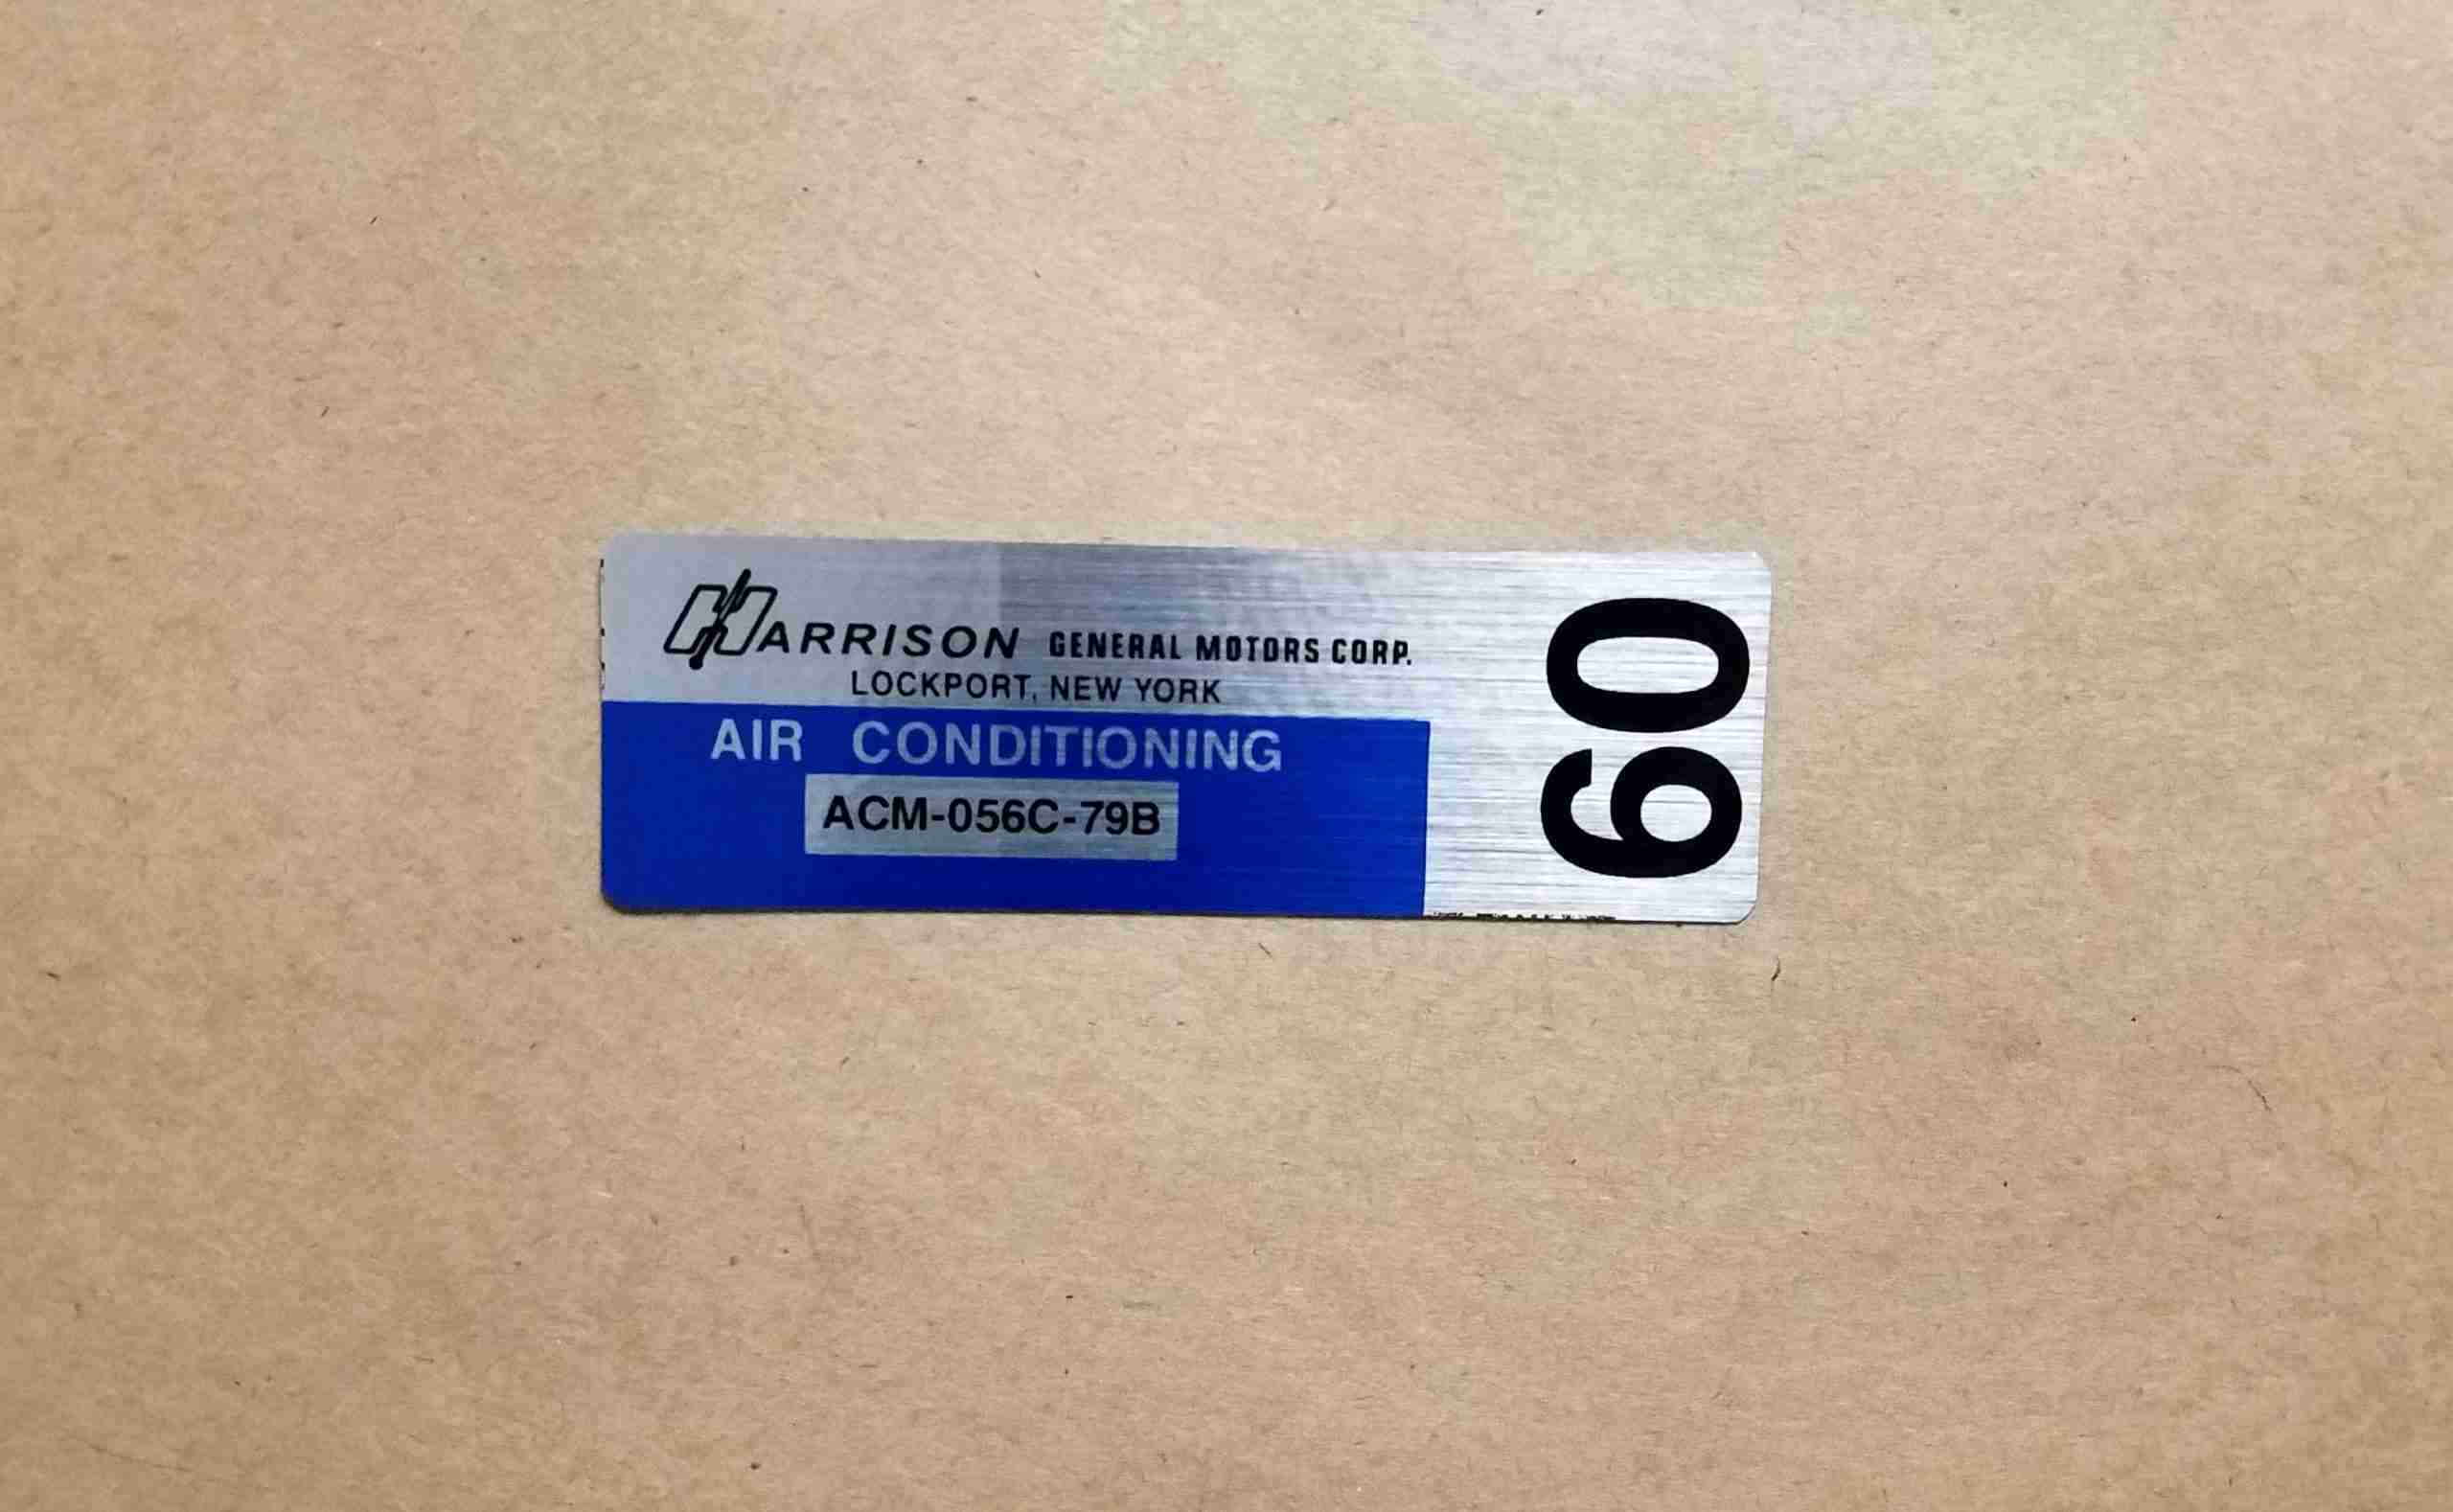 HARRISON GENERAL MOTORS CORP.
LOCKPORT, NEW YORK
AIR CONDITIONING
ACM-056C-79B
60